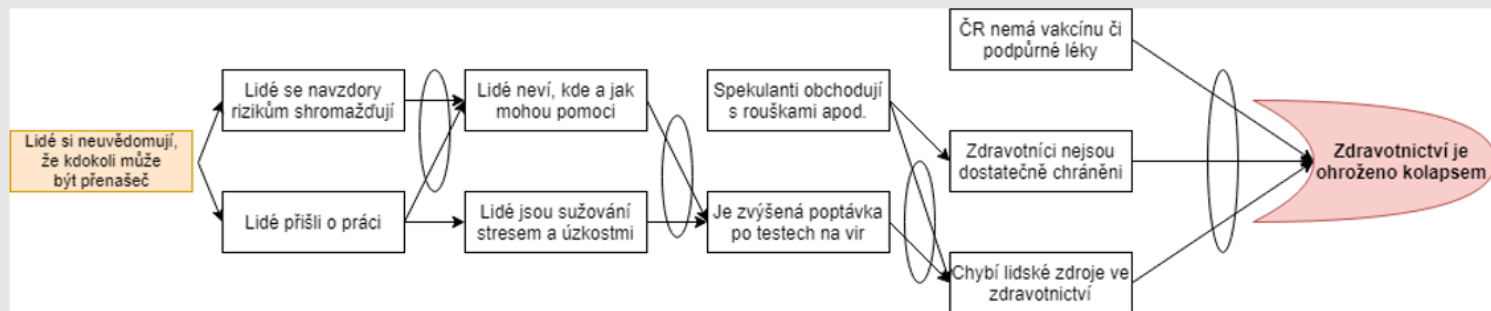 Lidé si neuvědomují,
že kdokoli může
být přenašeč
Lidé se navzdory
rizikům shromažďují
Lidé přišli o práci
Lidé neví, kde a jak
mohou pomoci
Lidé jsou sužování
stresem a úzkostmi
Spekulanti obchodují
s rouškami apod.
Je zvýšená poptávka
po testech na vir
ČR nemá vakcínu či
podpůrné léky
Zdravotníci nejsou
dostatečně chráněni
Chybí lidské zdroje ve
zdravotnictví
Zdravotnictví je
ohroženo kolapsem